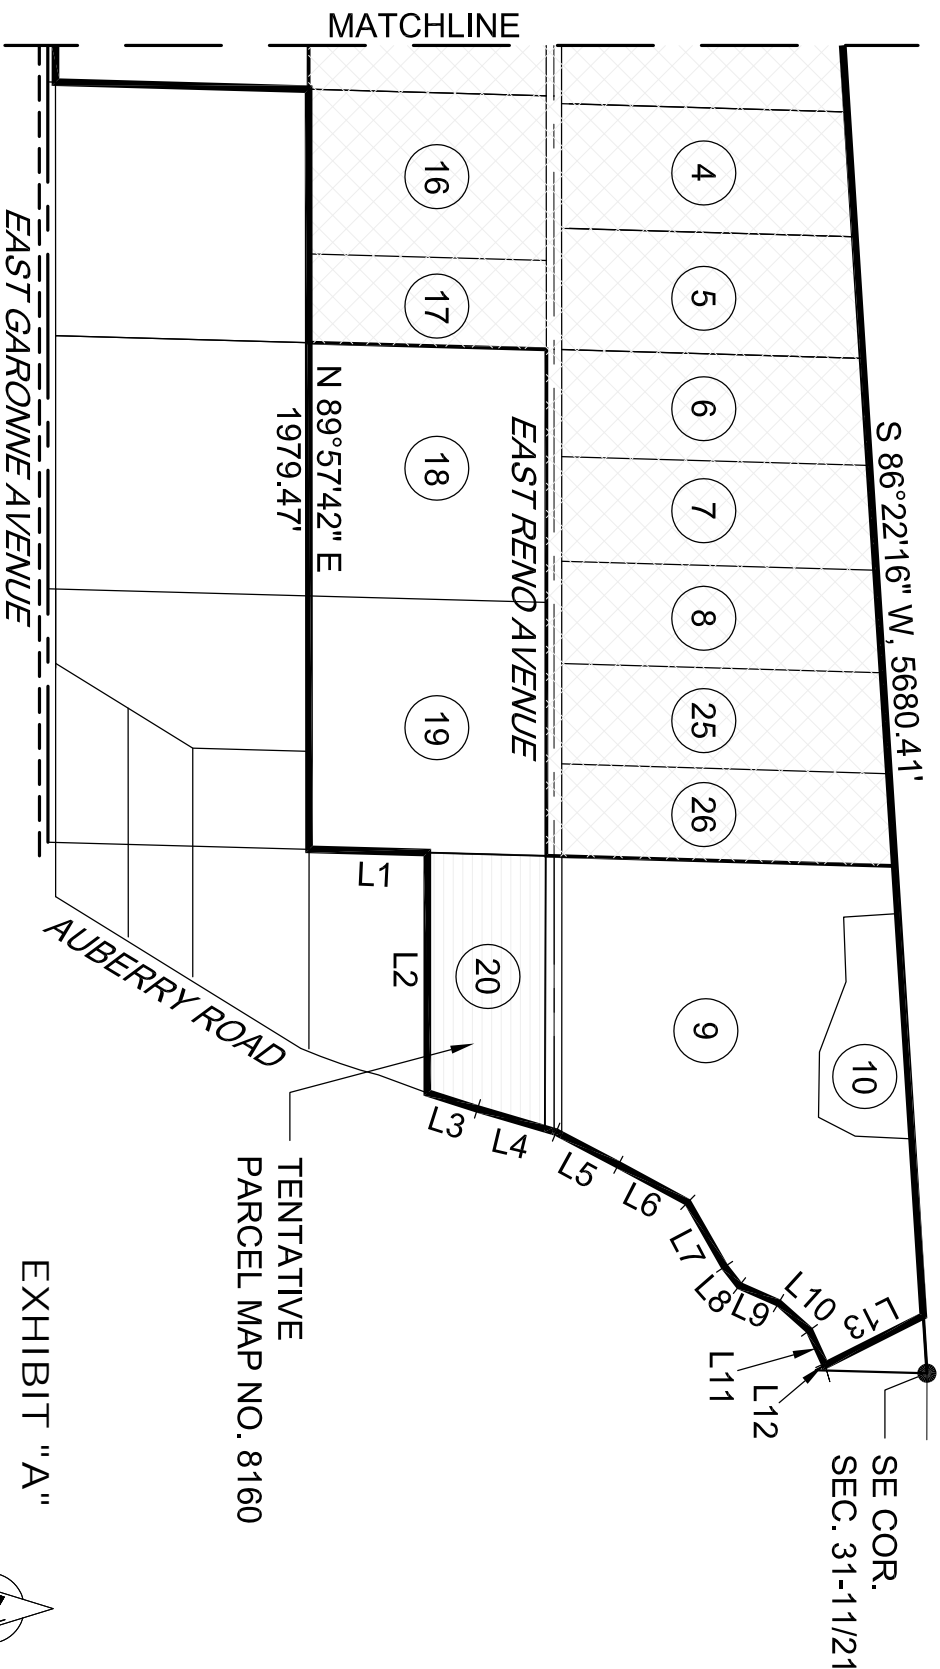 MATCHLINE
S 86°22'16" W, 5680.41'
4
5
6
7
8
25
26
9
10
EAST RENO AVENUE
16
17
18
19
20
N 89°57'42" E
1979.47'
L1
L2
L3
L4
L5
L6
L7
L8
L9
L10
L11
L12
L13
SE COR.
SEC. 31-11/21
EAST GARONNE AVENUE
AUBERRY ROAD
TENTATIVE
PARCEL MAP NO. 8160
EXHIBIT "A"